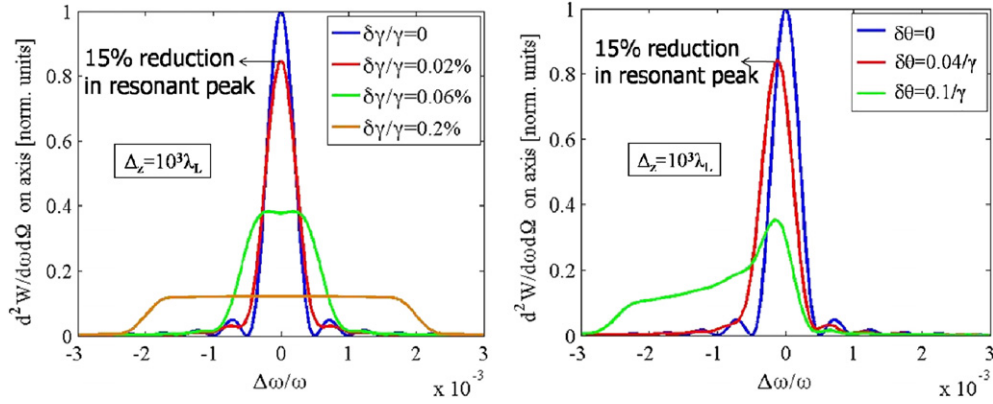 d²W/dωdΩ on axis [norm. units]
1
0.8
0.6
0.4
0.2
0
15% reduction
in resonant peak
δγ/γ=0
δγ/γ=0.02%
δγ/γ=0.06%
δγ/γ=0.2%
Δz=10³λL
-3 -2 -1 0 1 2 3
Δω/ω
x 10⁻³
d²W/dωdΩ on axis [norm. units]
1
0.8
0.6
0.4
0.2
0
15% reduction
in resonant peak
δθ=0
δθ=0.04/γ
δθ=0.1/γ
Δz=10³λL
-3 -2 -1 0 1 2 3
Δω/ω
x 10⁻³